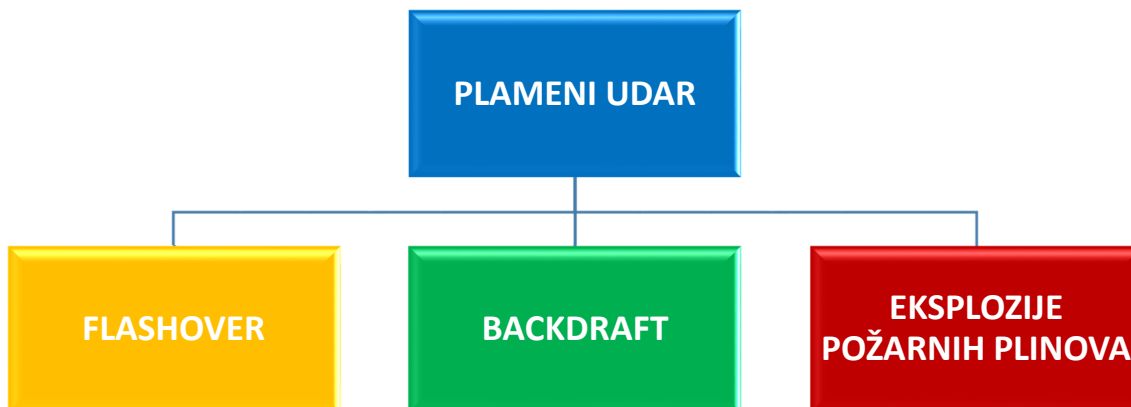 PLAMENI UDAR
FLASHOVER
BACKDRAFT
EKSPLOZIJE
POŽARNIH PLINOVA